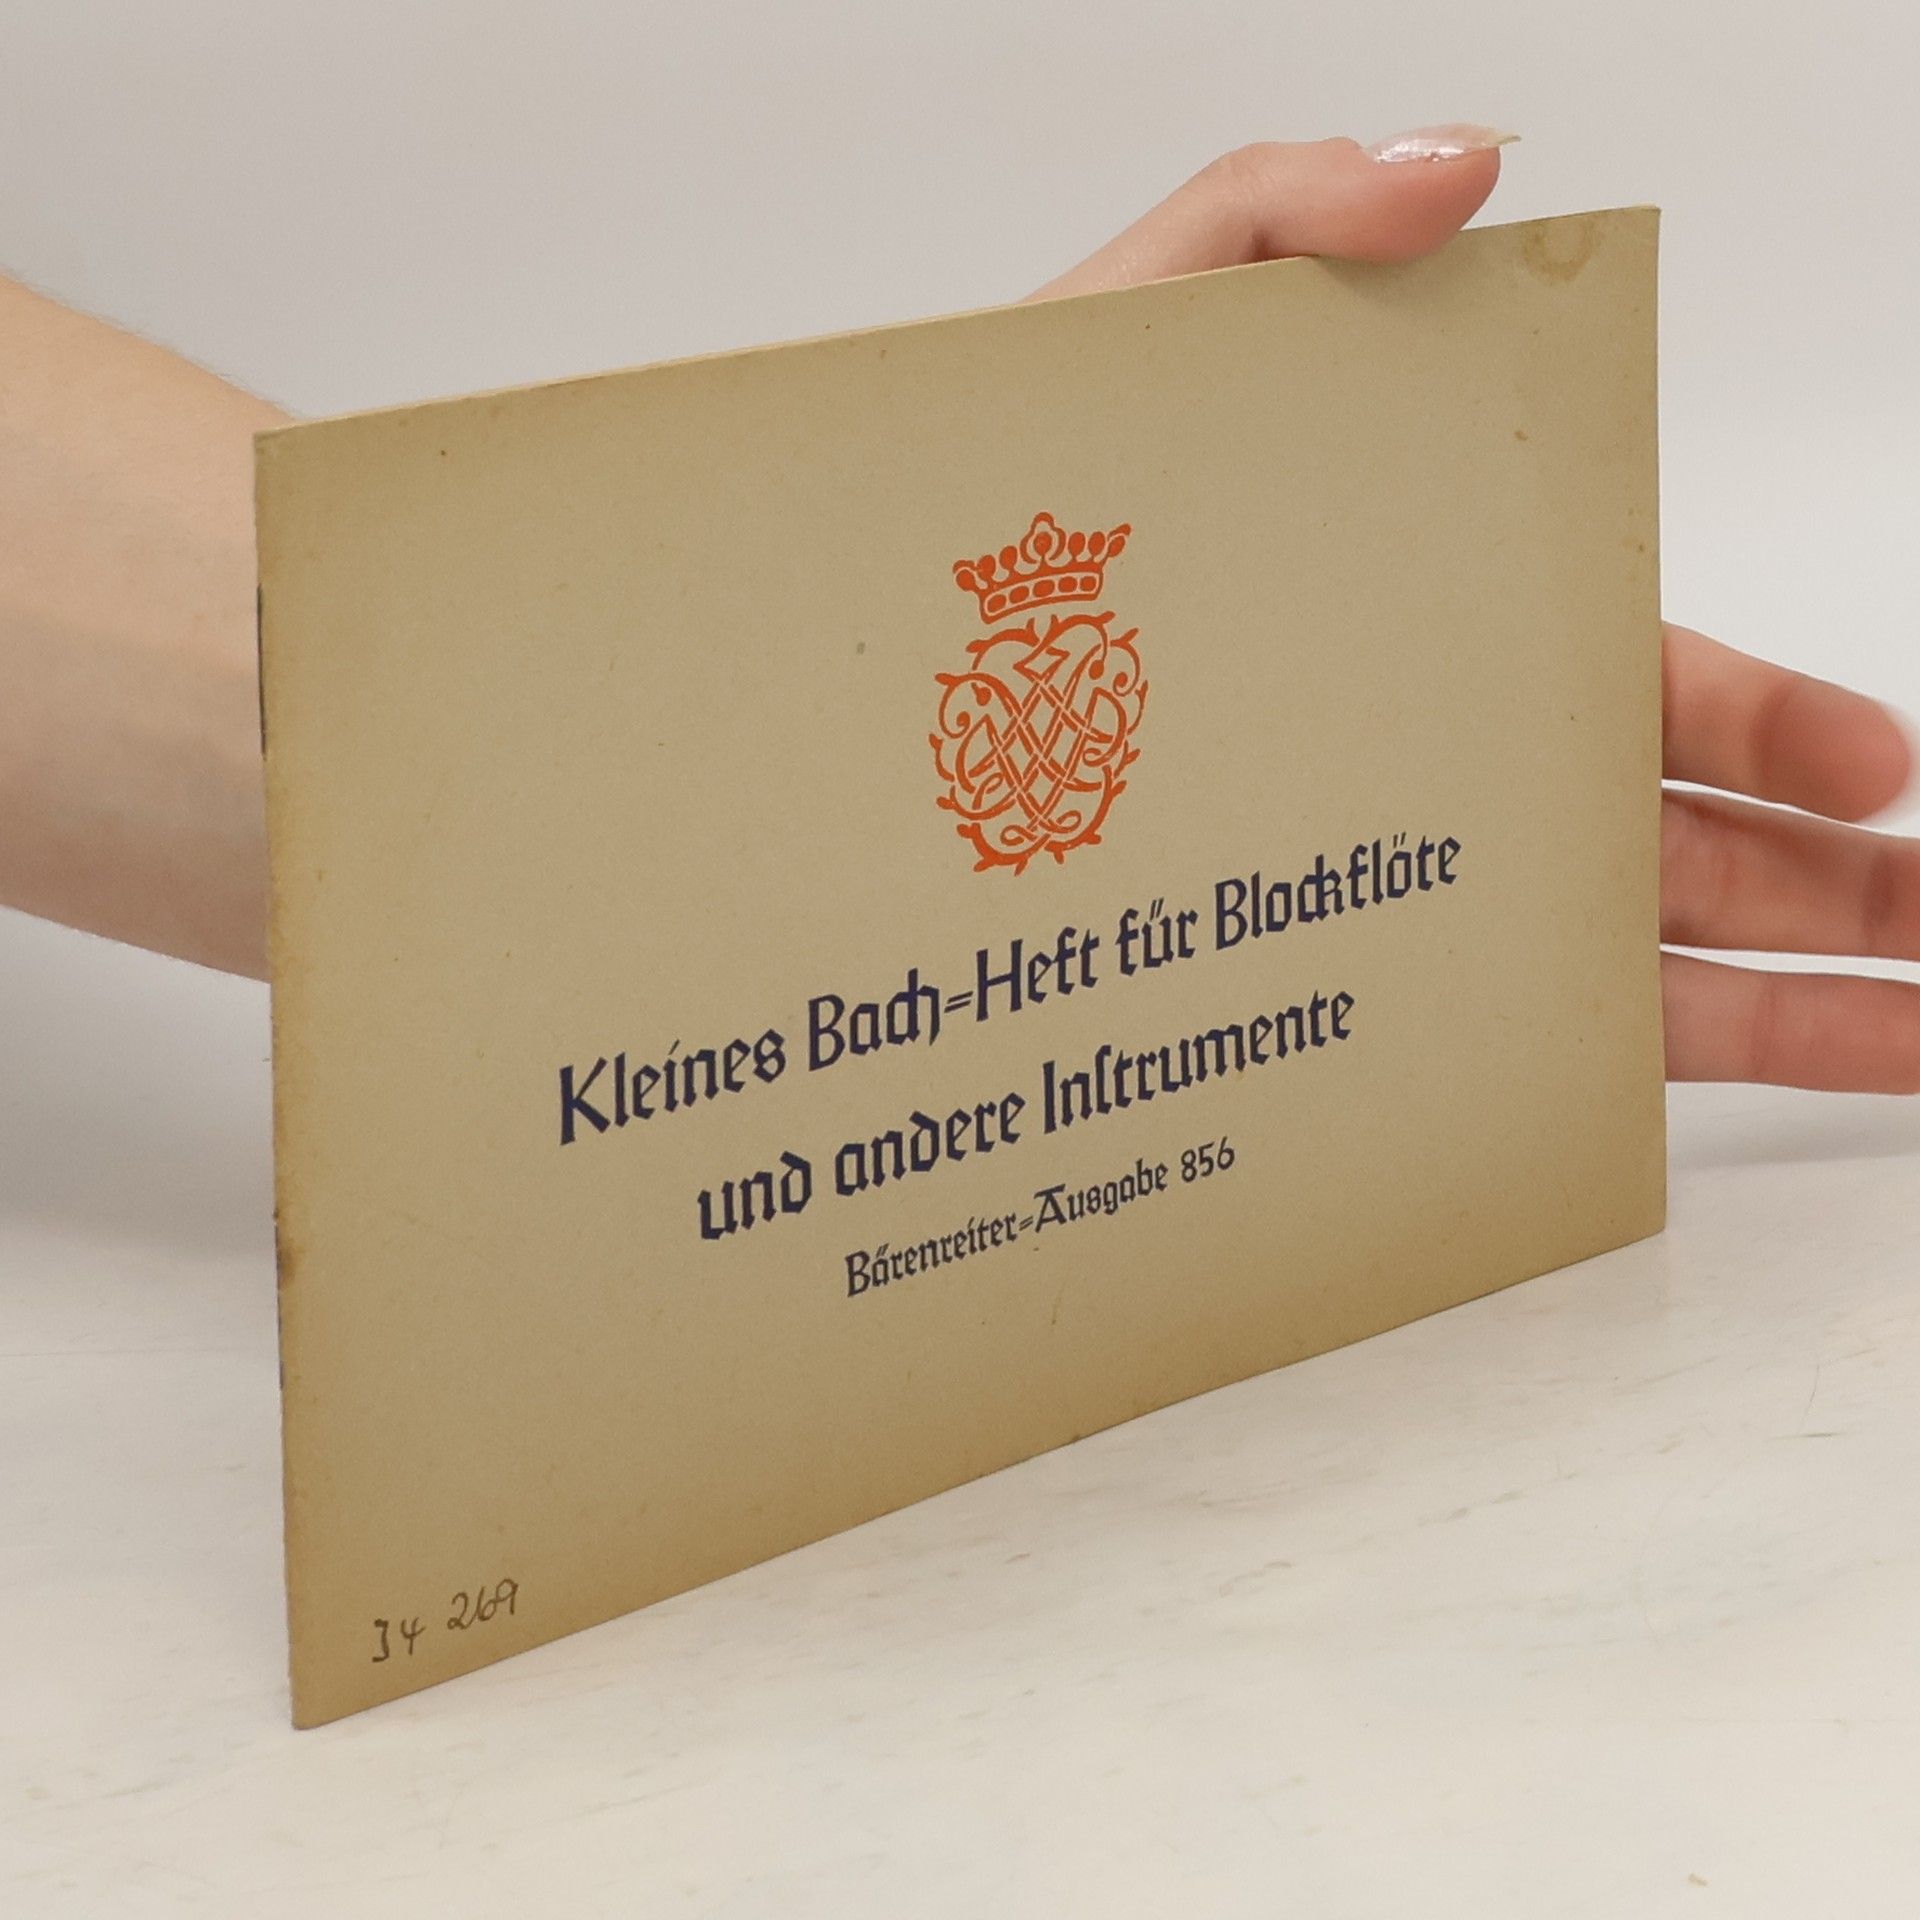 Kleines Bach=Heft für Blockflöte
und andere Inſtrumente
Bärenreiter=Ausgabe 856
J4 269